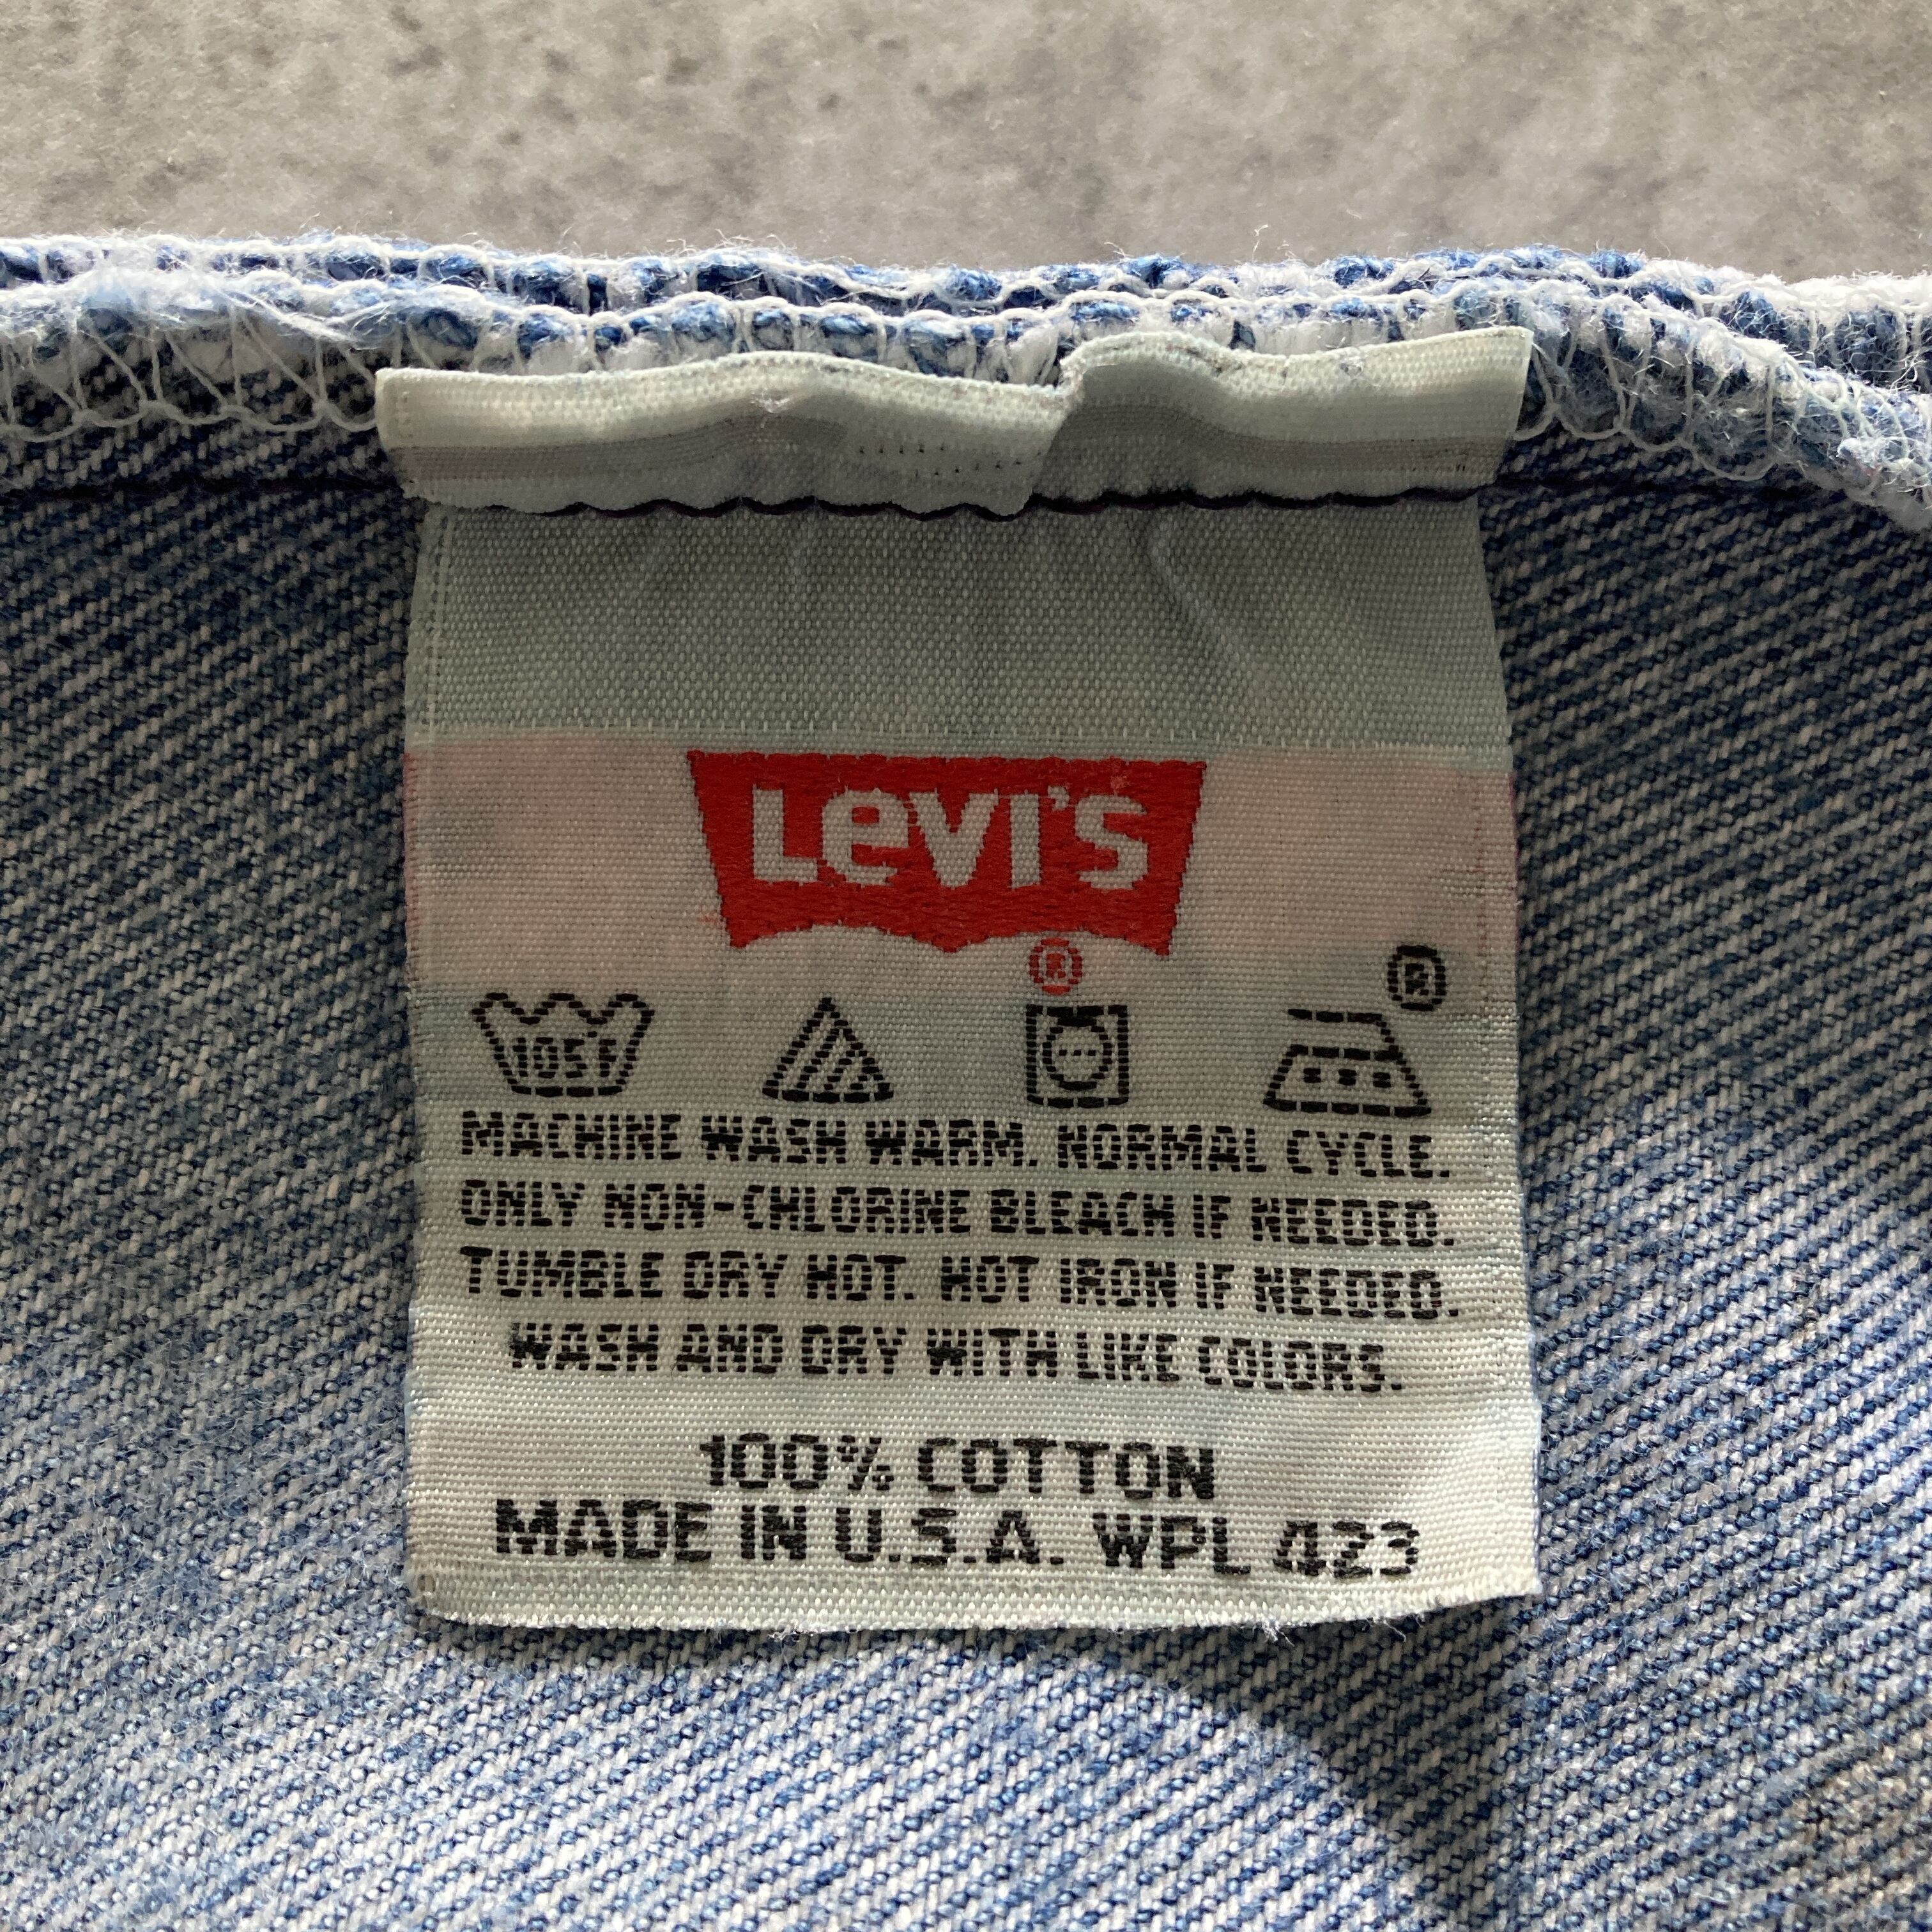 Levi's
®
®
105F
MACHINE WASH WARM. NORMAL CYCLE.
ONLY NON-CHLORINE BLEACH IF NEEDED.
TUMBLE DRY HOT. HOT IRON IF NEEDED.
WASH AND DRY WITH LIKE COLORS.
100% COTTON
MADE IN U.S.A. WPL 423